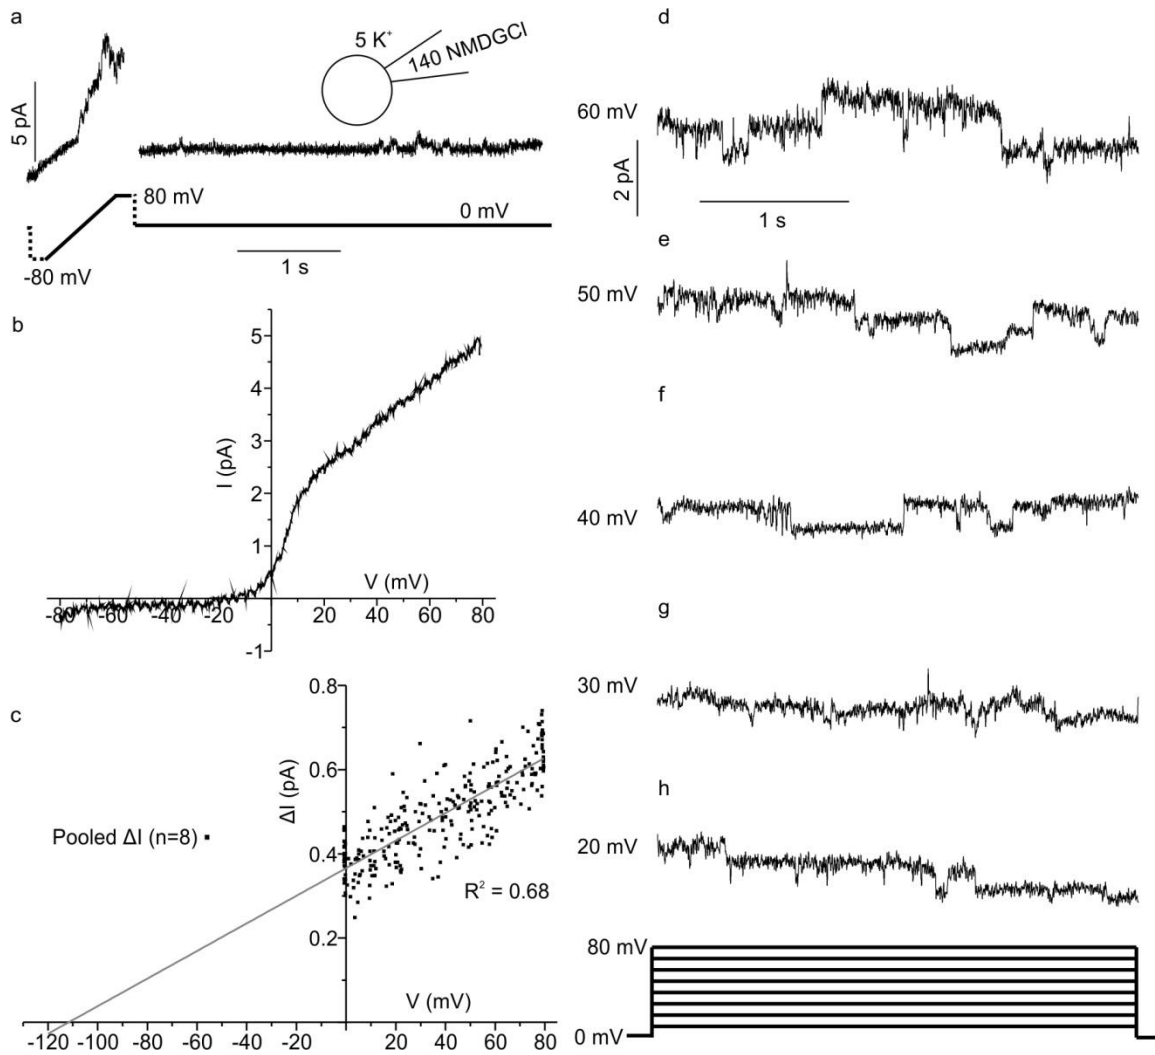 a
5 K⁺
140 NMDGCl
5 pA
80 mV
0 mV
-80 mV
1 s
b
5
4
3
2
1
-1
I (pA)
V (mV)
-80 -60 -40 -20 20 40 60 80
c
0.8
0.6
0.4
0.2
ΔI (pA)
Pooled ΔI (n=8)
R² = 0.68
V (mV)
-120 -100 -80 -60 -40 -20 0 20 40 60 80
d
60 mV
2 pA
1 s
e
50 mV
f
40 mV
g
30 mV
h
20 mV
80 mV
0 mV